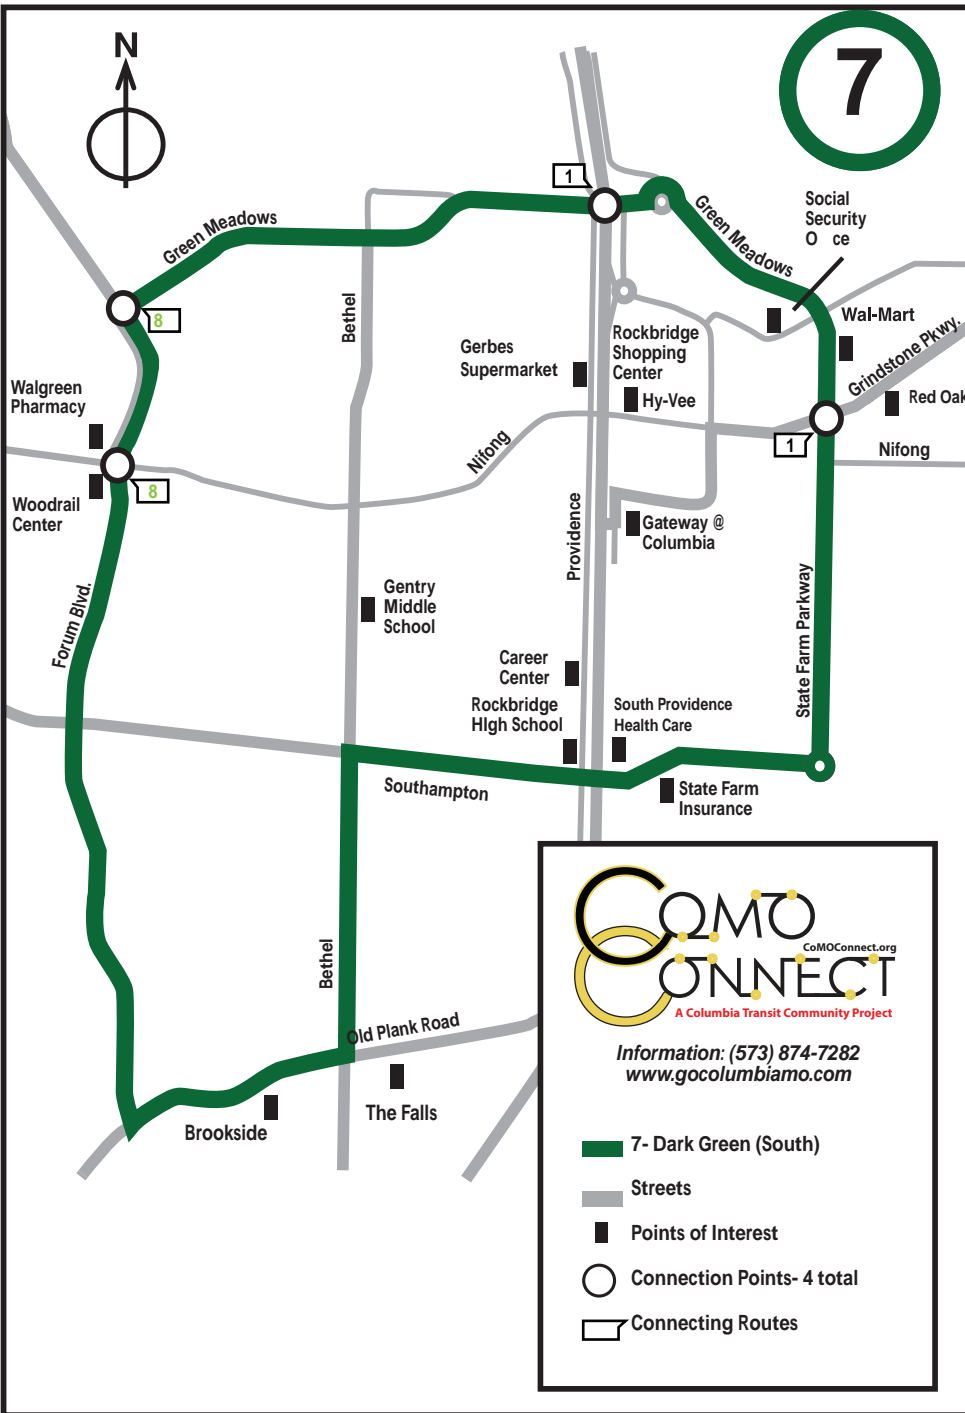 N
7
1
Green Meadows
Green Meadows
Social
Security
O ce
8
Bethel
Wal-Mart
Grindstone Pkwy.
Gerbes
Supermarket
Rockbridge
Shopping
Center
Hy-Vee
Red Oak
Walgreen
Pharmacy
Nifong
1
Nifong
8
Woodrail
Center
Providence
Gateway @
Columbia
Forum Blvd.
Gentry
Middle
School
State Farm Parkway
Career
Center
Rockbridge
HIgh School
South Providence
Health Care
Southampton
State Farm
Insurance
Bethel
Old Plank Road
The Falls
Brookside
COMO
CoMOConnect.org
CONNECT
A Columbia Transit Community Project
Information: (573) 874-7282
www.gocolumbiamo.com
7- Dark Green (South)
Streets
Points of Interest
Connection Points- 4 total
Connecting Routes